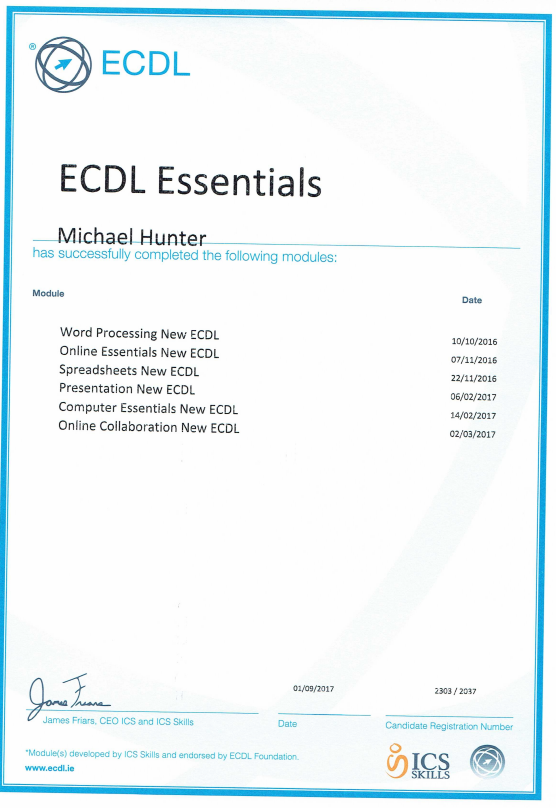 ® ECDL
ECDL Essentials
Michael Hunter
has successfully completed the following modules:
Module Date
Word Processing New ECDL 10/10/2016
Online Essentials New ECDL 07/11/2016
Spreadsheets New ECDL 22/11/2016
Presentation New ECDL 06/02/2017
Computer Essentials New ECDL 14/02/2017
Online Collaboration New ECDL 02/03/2017
James Friars
01/09/2017 2303 / 2037
James Friars, CEO ICS and ICS Skills Date Candidate Registration Number
*Module(s) developed by ICS Skills and endorsed by ECDL Foundation.
www.ecdl.ie
ICS
SKILLS